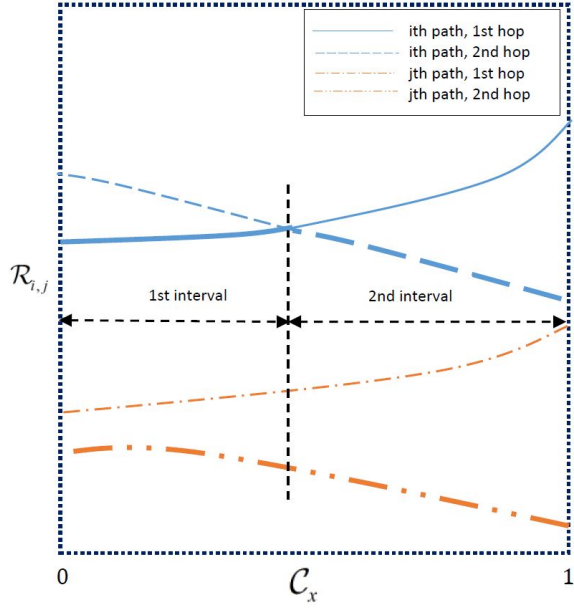 ith path, 1st hop
ith path, 2nd hop
jth path, 1st hop
jth path, 2nd hop
ℛi,j
1st interval
2nd interval
0
𝒞x
1